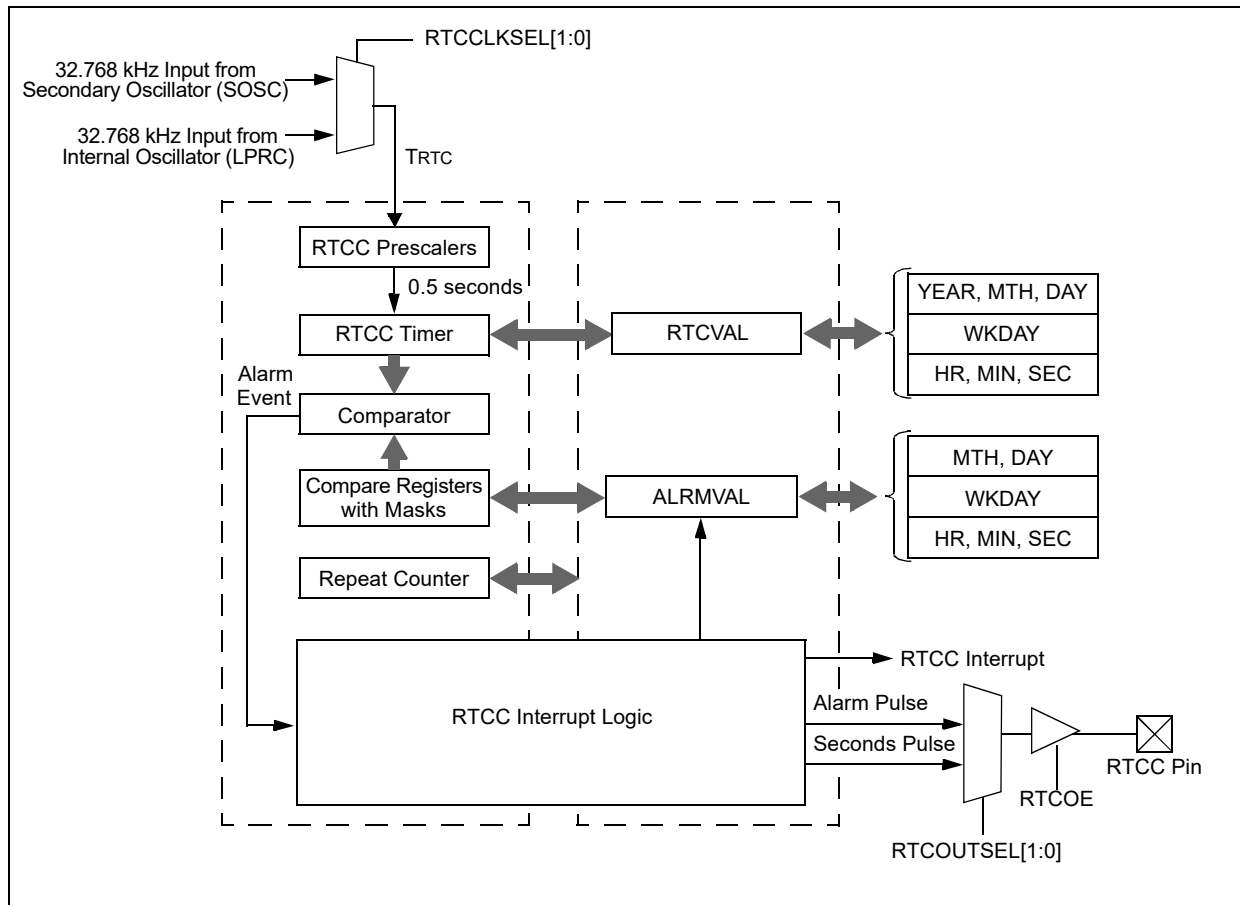 RTCCLKSEL[1:0]
32.768 kHz Input from
Secondary Oscillator (SOSC)
32.768 kHz Input from
Internal Oscillator (LPRC)
TRTC
RTCC Prescalers
0.5 seconds
RTCC Timer
RTCVAL
YEAR, MTH, DAY
WKDAY
HR, MIN, SEC
Alarm
Event
Comparator
Compare Registers
with Masks
ALRMVAL
MTH, DAY
WKDAY
HR, MIN, SEC
Repeat Counter
RTCC Interrupt Logic
RTCC Interrupt
Alarm Pulse
Seconds Pulse
RTCC Pin
RTCOE
RTCOUTSEL[1:0]